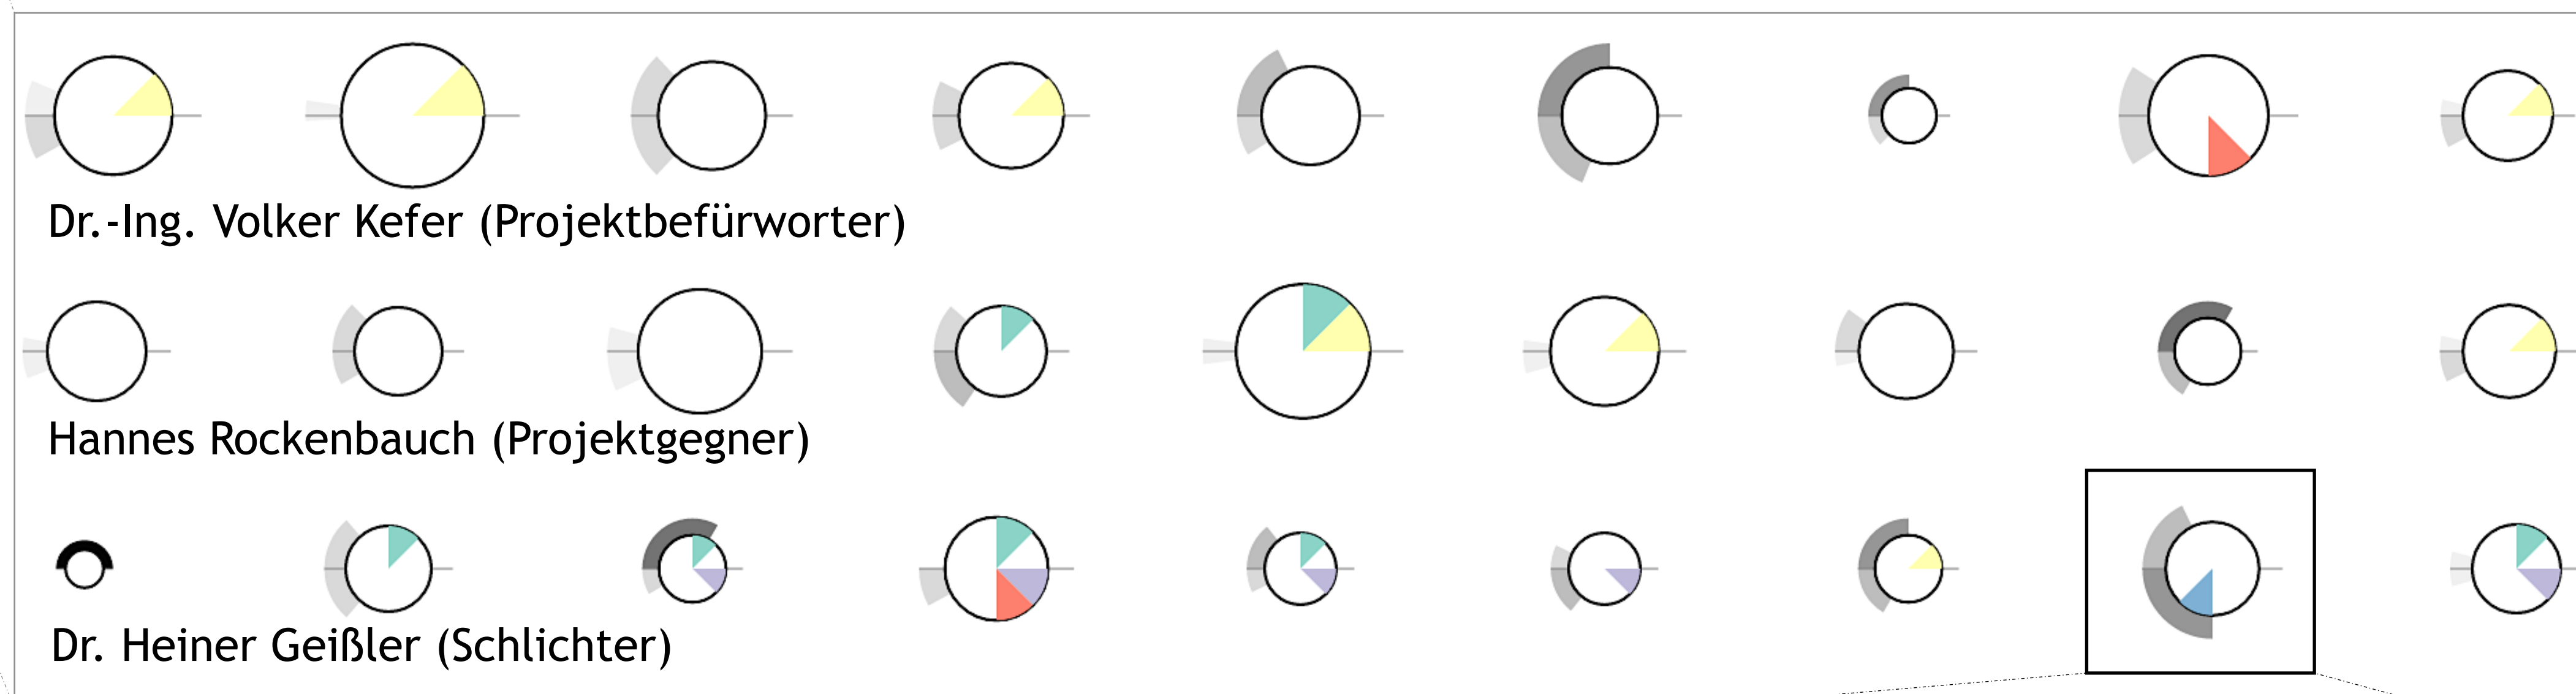 Dr.-Ing. Volker Kefer (Projektbefürworter)
Hannes Rockenbauch (Projektgegner)
Dr. Heiner Geißler (Schlichter)